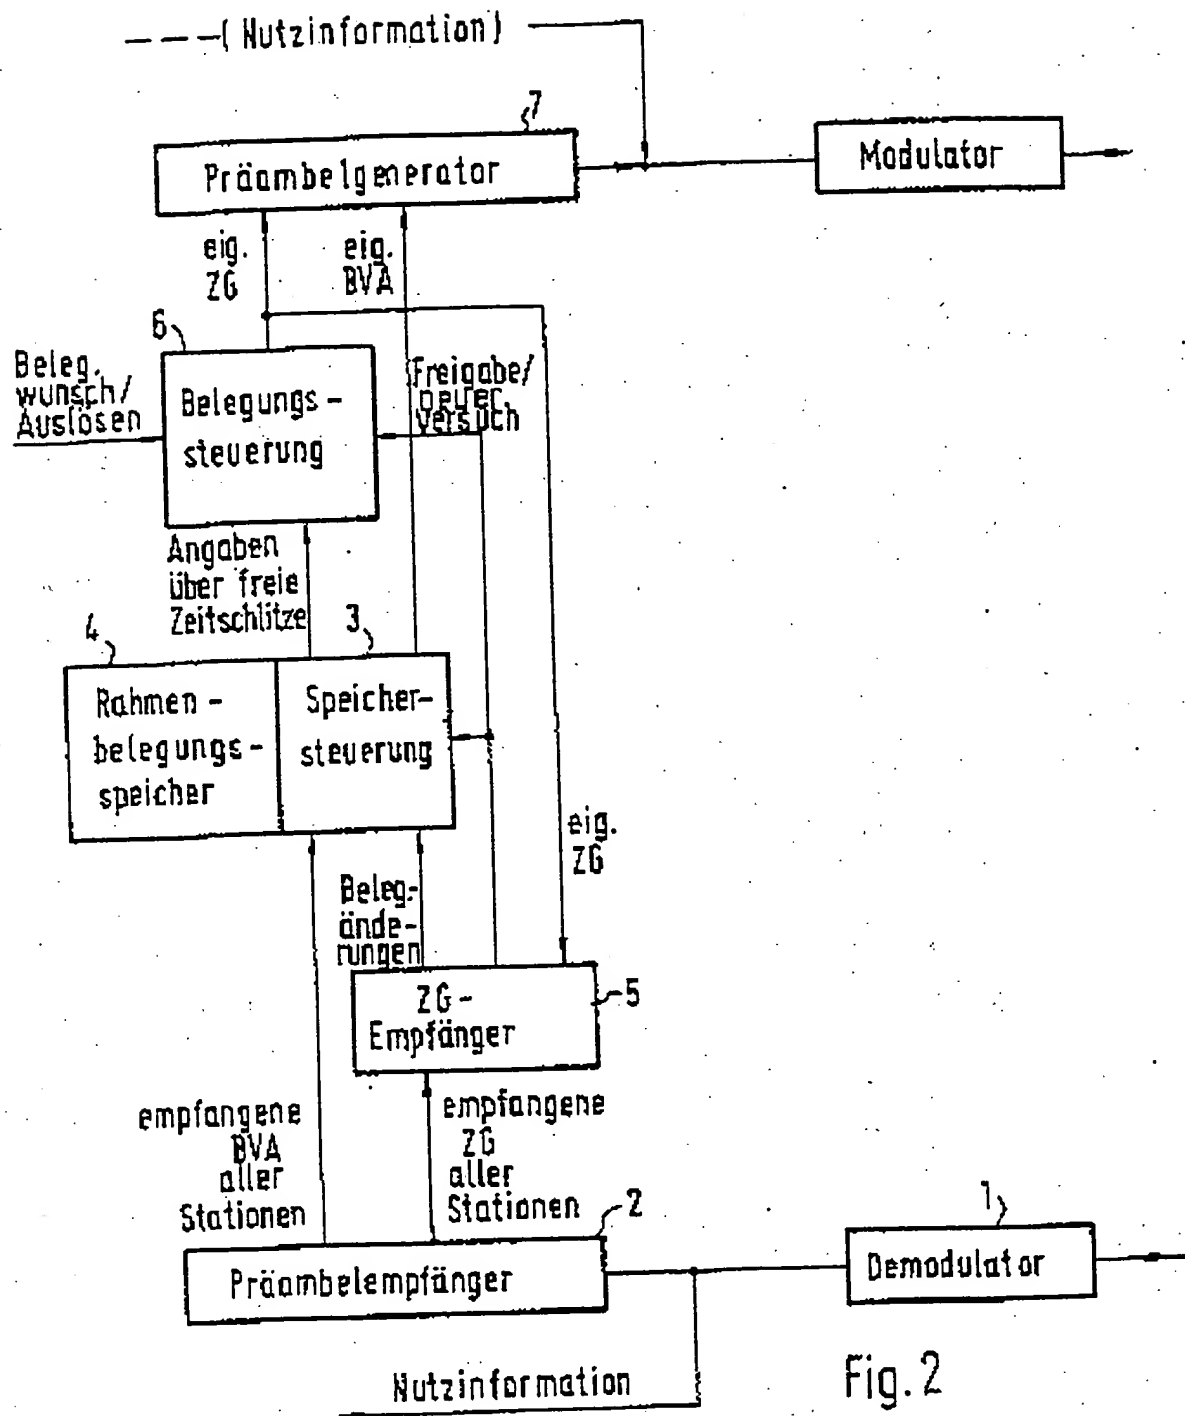 ---(Nutzinformation)
7
Präambelgenerator
Modulator
eig.
ZG
eig.
BVA
6
Beleg.
wunsch/
Auslösen
Belegungs-
steuerung
Freigabe/
neuer
versuch
Angaben
über freie
Zeitschlitze
4
3
Rahmen-
belegungs-
speicher
Speicher-
steuerung
eig.
ZG
Beleg-
ände-
rungen
ZG-
Empfänger
5
empfangene
BVA
aller
Stationen
empfangene
ZG
aller
Stationen
2
1
Präambelempfänger
Demodulator
Nutzinformation
Fig. 2